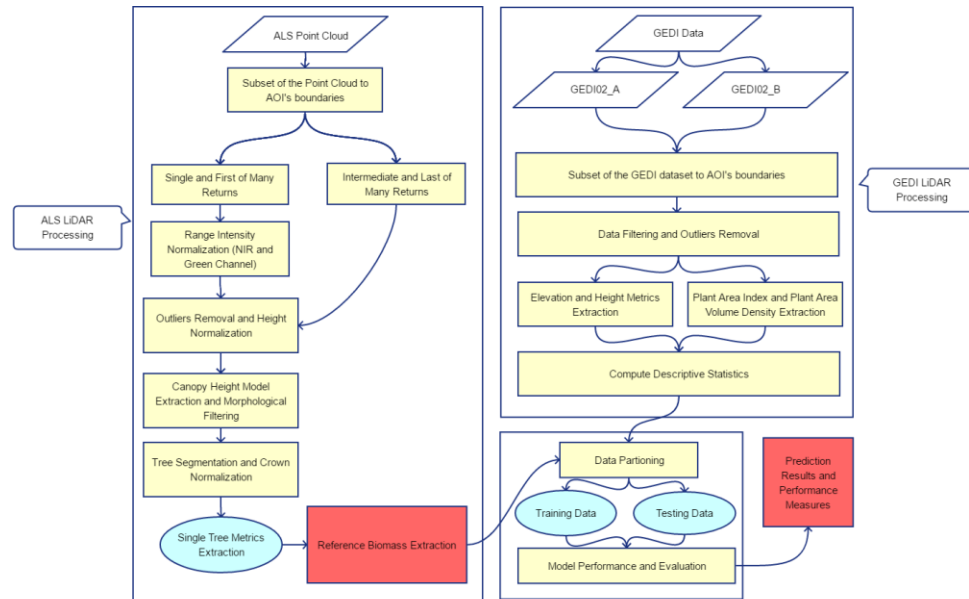 ALS Point Cloud
Subset of the Point Cloud to
AOI's boundaries
Single and First of Many
Returns
Intermediate and Last of
Many Returns
ALS LiDAR
Processing
Range Intensity
Normalization (NIR and
Green Channel)
Outliers Removal and Height
Normalization
Canopy Height Model
Extraction and Morphological
Filtering
Tree Segmentation and Crown
Normalization
Single Tree Metrics
Extraction
Reference Biomass Extraction
GEDI Data
GEDI02_A
GEDI02_B
Subset of the GEDI dataset to AOI's boundaries
GEDI LiDAR
Processing
Data Filtering and Outliers Removal
Elevation and Height Metrics
Extraction
Plant Area Index and Plant Area
Volume Density Extraction
Compute Descriptive Statistics
Data Partioning
Training Data
Testing Data
Model Performance and Evaluation
Prediction
Results and
Performance
Measures